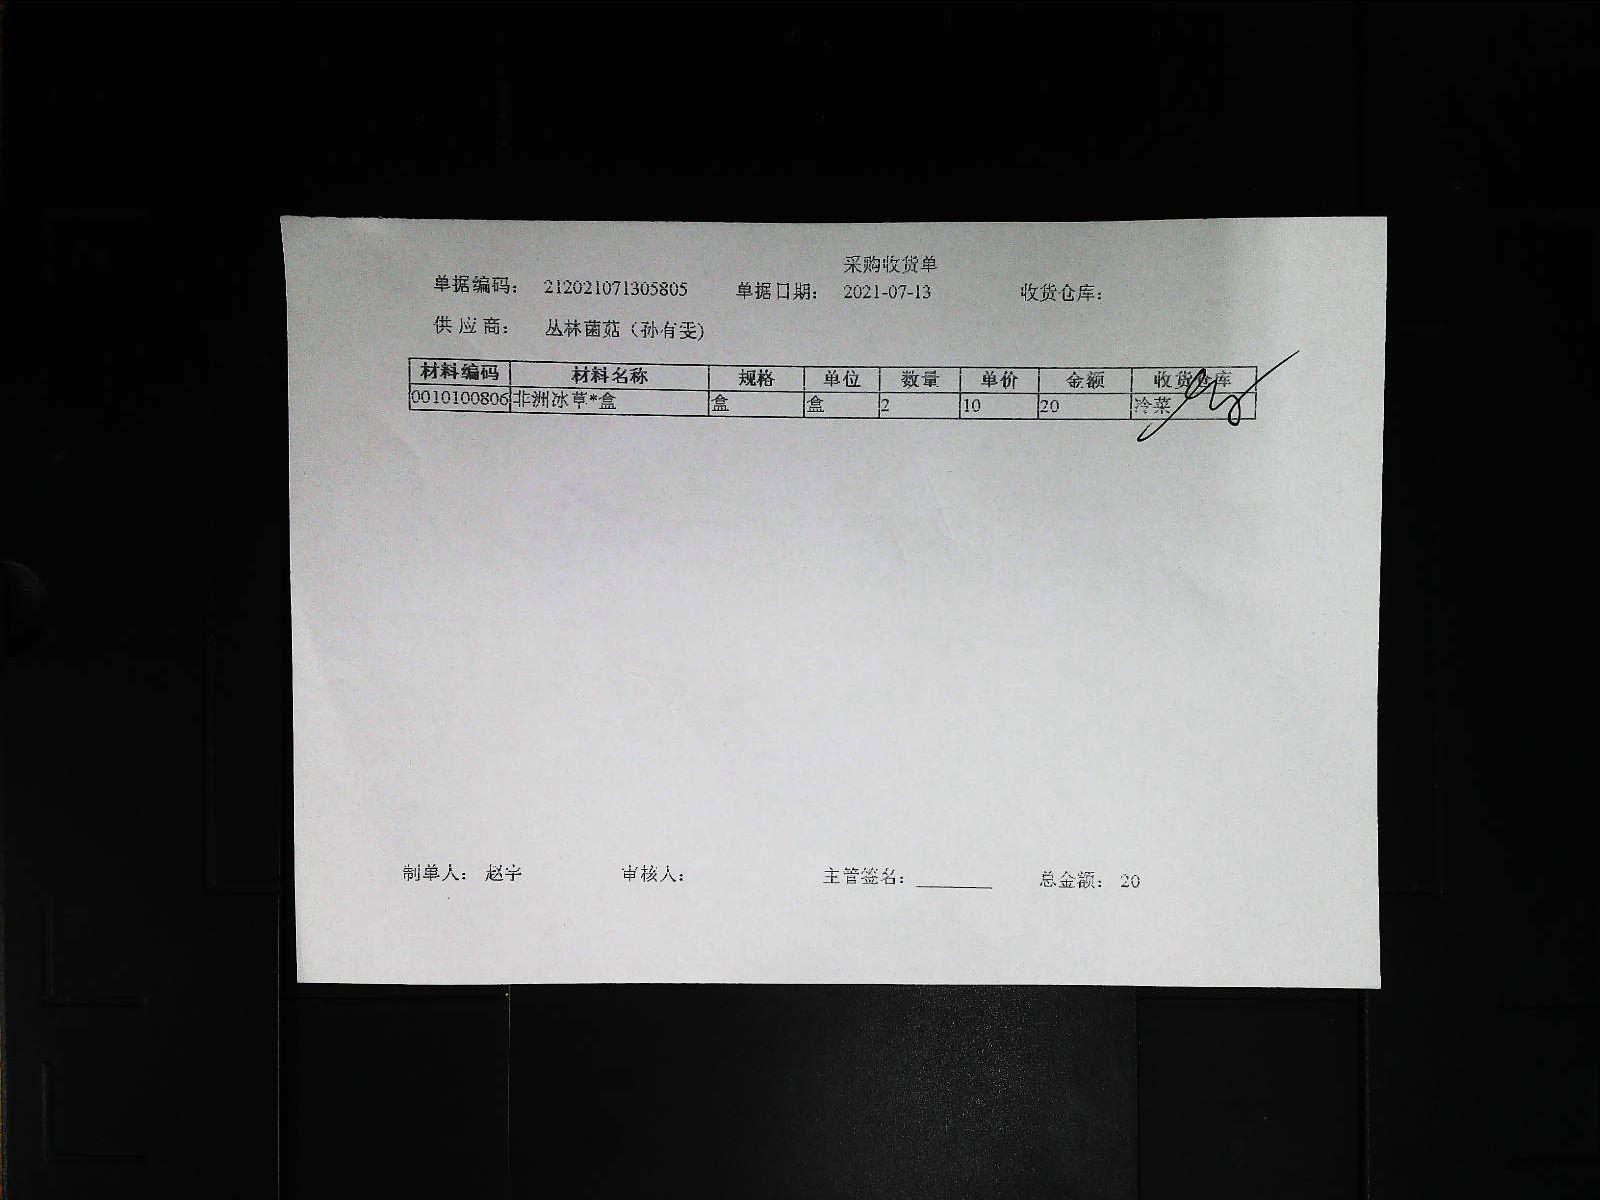 采购收货单
单据编码: 212021071305805 单据日期: 2021-07-13 收货仓库:
供应商: 丛林菌菇（孙有雯）
材料编码 材料名称 规格 单位 数量 单价 金额 收货仓库
0010100806 非洲冰草*盒 盒 盒 2 10 20 冷菜
制单人: 赵宇 审核人: 主管签名: 总金额: 20